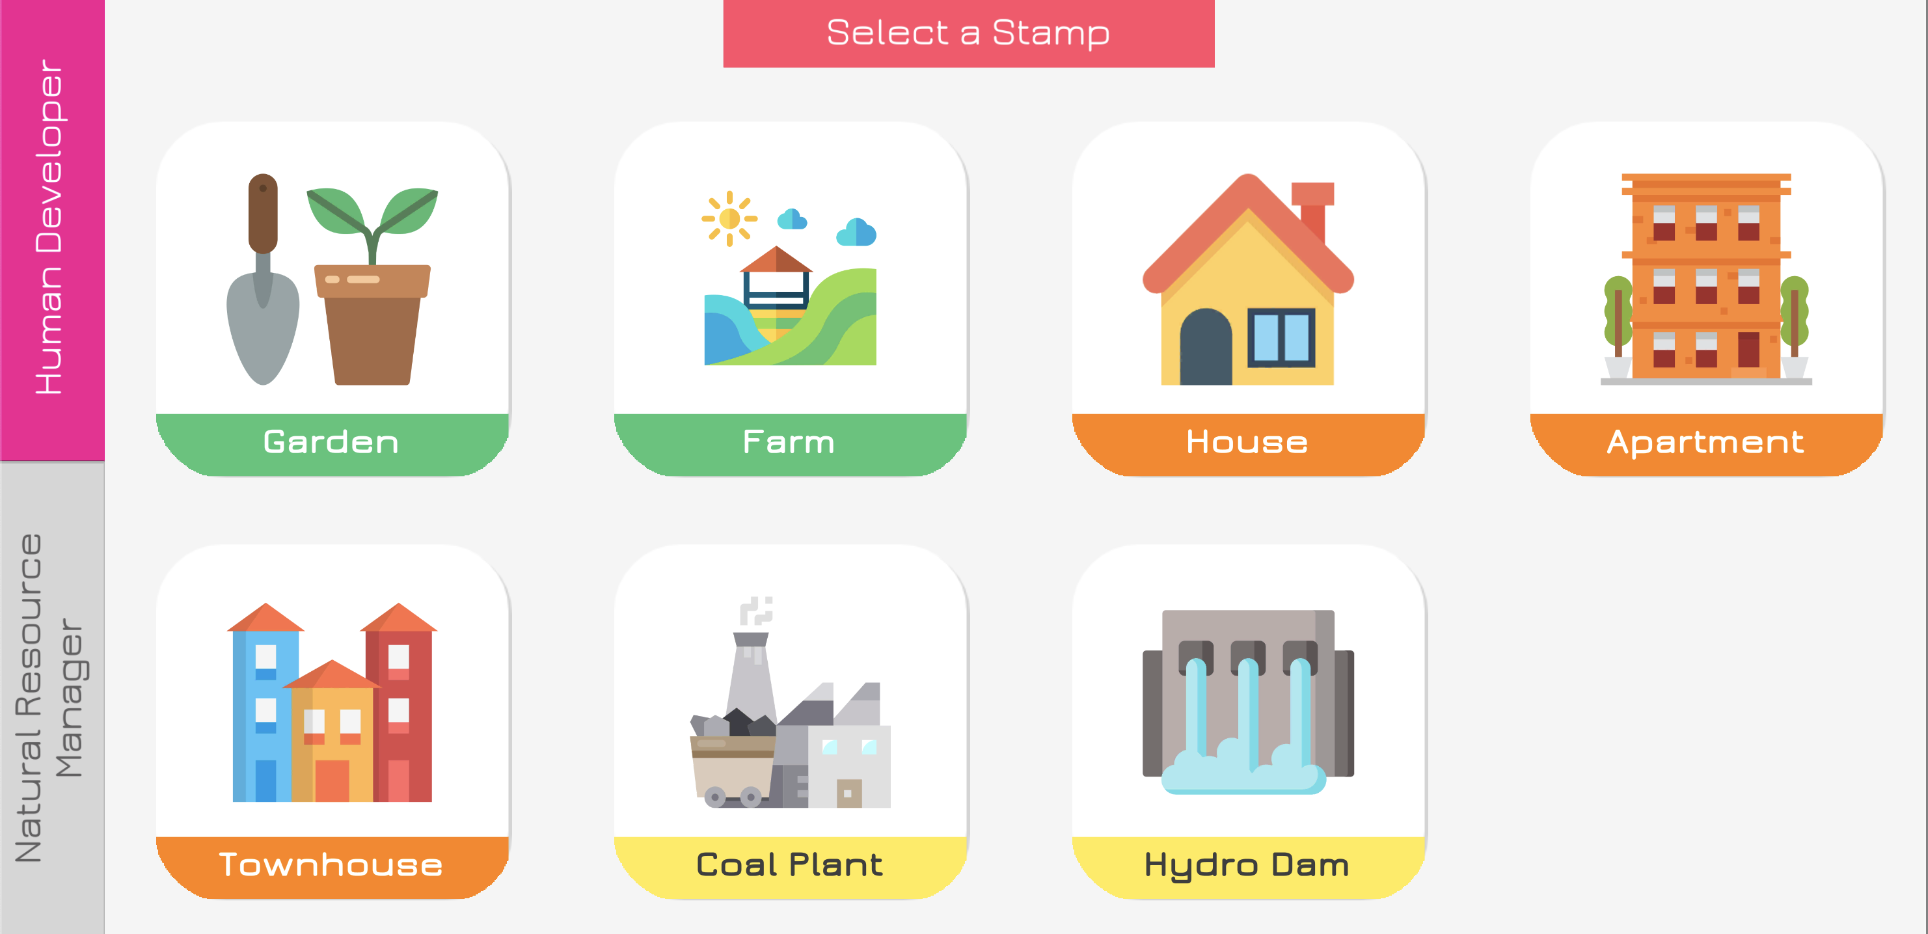 Select a Stamp
Human Developer
Natural Resource
Manager
Garden
Farm
House
Apartment
Townhouse
Coal Plant
Hydro Dam